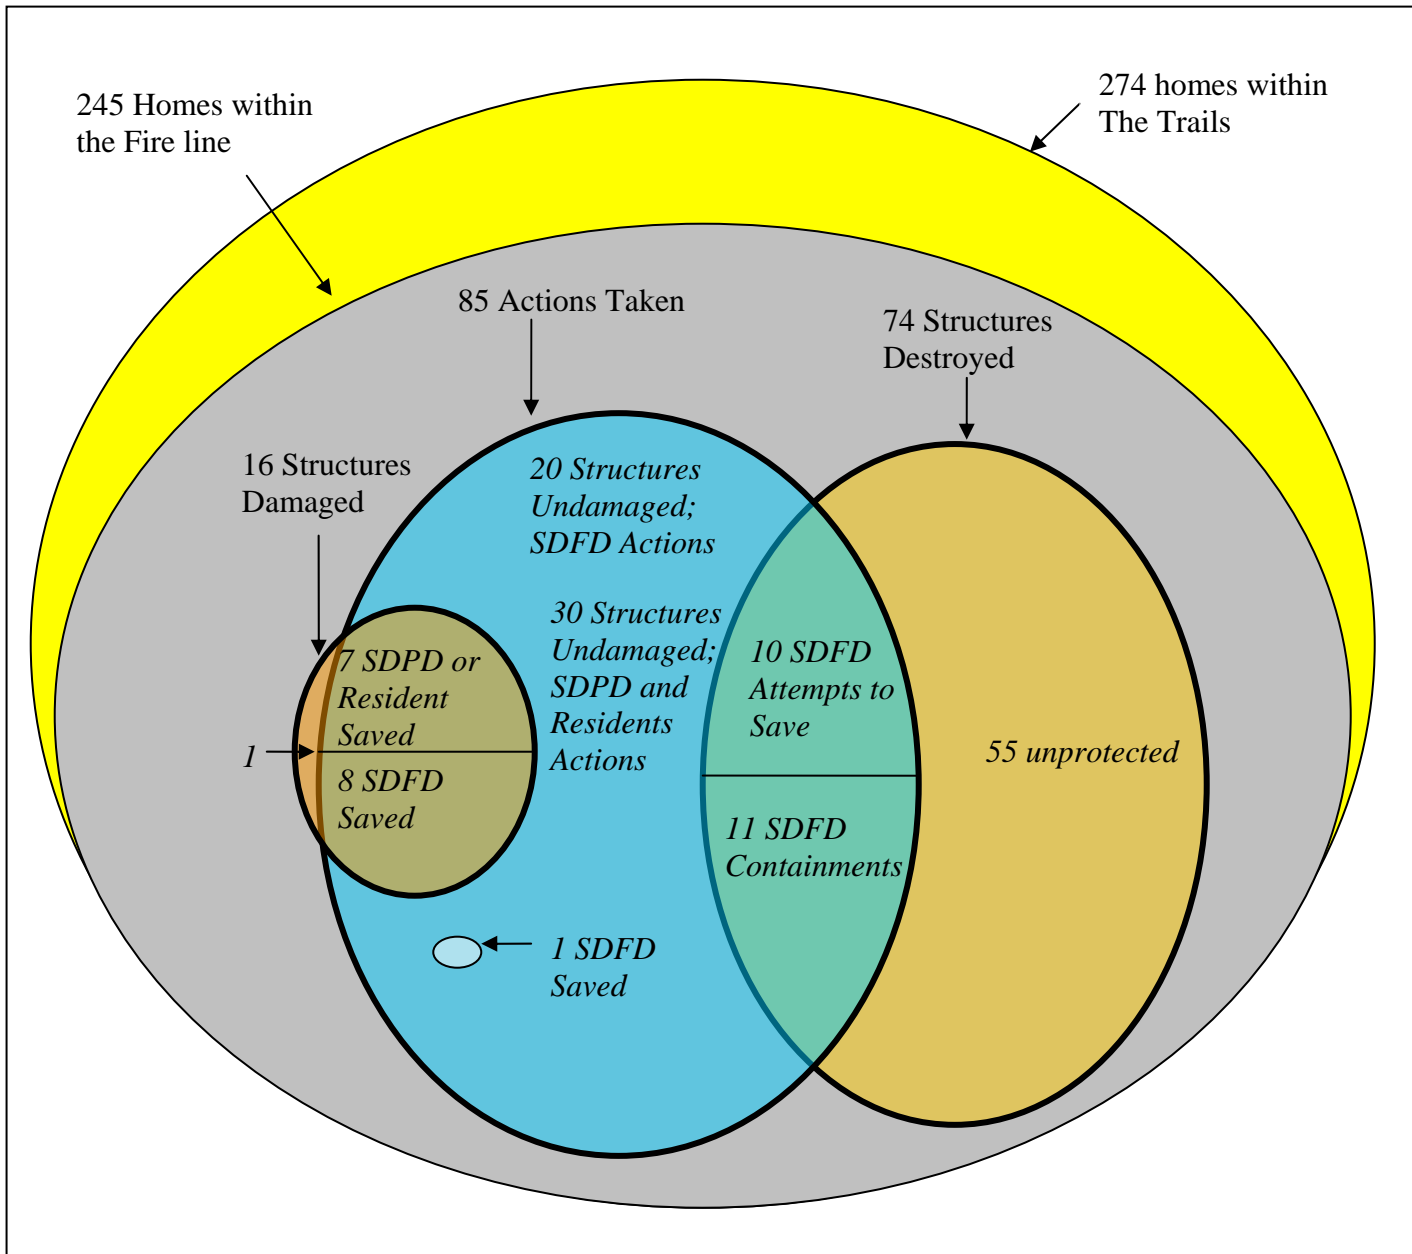 245 Homes within
the Fire line
274 homes within
The Trails
85 Actions Taken
74 Structures
Destroyed
16 Structures
Damaged
20 Structures
Undamaged;
SDFD Actions
30 Structures
Undamaged;
SDPD and
Residents
Actions
7 SDPD or
Resident
Saved
1
8 SDFD
Saved
10 SDFD
Attempts to
Save
11 SDFD
Containments
55 unprotected
1 SDFD
Saved